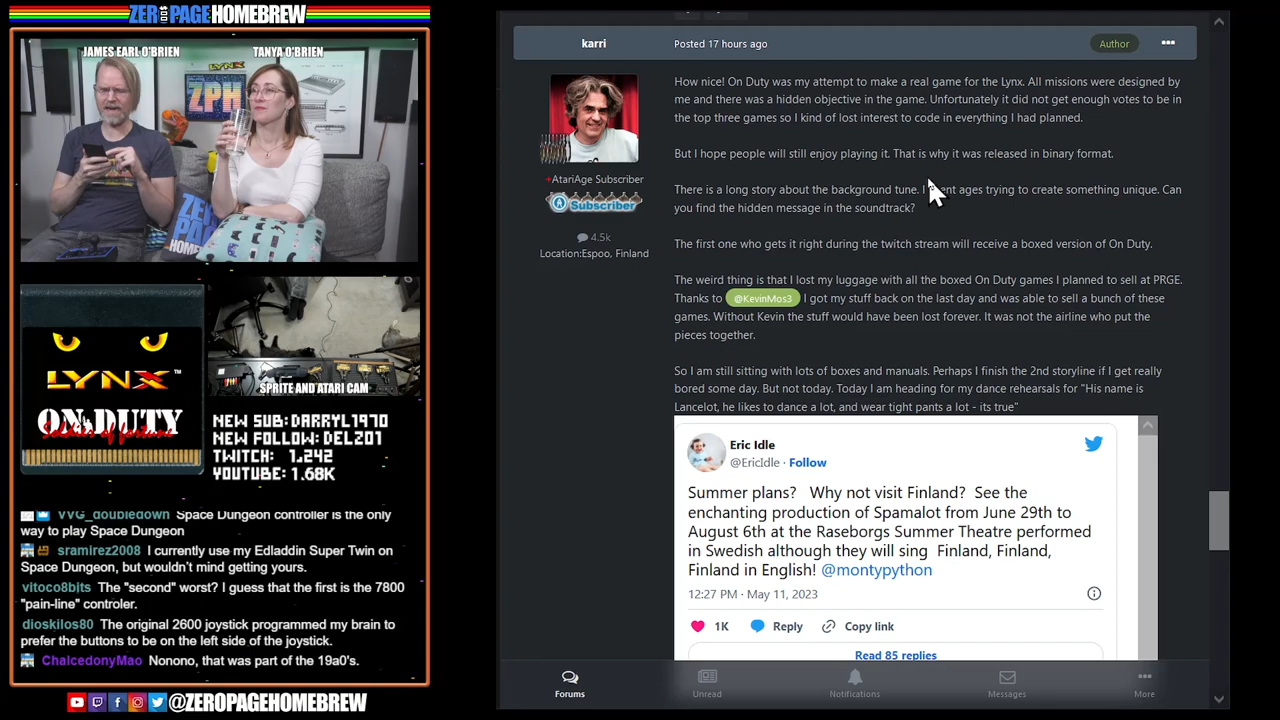 ZER PAGE HOMEBREW
JAMES EARL O'BRIEN
TANYA O'BRIEN
LYNX
ZPH
SPRITE AND ATARI CAM
LYNX™
ON DUTY
Soldiers of fortune
NEW SUB: DARRYL1970
NEW FOLLOW: DELZ01
TWITCH: 1,242
YOUTUBE: 1.68K
VVG_doubledown Space Dungeon controller is the only
way to play Space Dungeon
sramirez2008 I currently use my Edladdin Super Twin on
Space Dungeon, but wouldn't mind getting yours.
vitoco8bits The "second" worst? I guess that the first is the 7800
"pain-line" controler.
dioskilos80 The original 2600 joystick programmed my brain to
prefer the buttons to be on the left side of the joystick.
ChalcedonyMao Nonono, that was part of the 19a0's.
@ZEROPAGEHOMEBREW
karri
Posted 17 hours ago
Author
+AtariAge Subscriber
Subscriber
4.5k
Location:Espoo, Finland
How nice! On Duty was my attempt to make a real game for the Lynx. All missions were designed by
me and there was a hidden objective in the game. Unfortunately it did not get enough votes to be in
the top three games so I kind of lost interest to code in everything I had planned.
But I hope people will still enjoy playing it. That is why it was released in binary format.
There is a long story about the background tune. I ent ages trying to create something unique. Can
you find the hidden message in the soundtrack?
The first one who gets it right during the twitch stream will receive a boxed version of On Duty.
The weird thing is that I lost my luggage with all the boxed On Duty games I planned to sell at PRGE.
Thanks to @KevinMos3 I got my stuff back on the last day and was able to sell a bunch of these
games. Without Kevin the stuff would have been lost forever. It was not the airline who put the
pieces together.
So I am still sitting with lots of boxes and manuals. Perhaps I finish the 2nd storyline if I get really
bored some day. But not today. Today I am heading for my dance rehearsals for "His name is
Lancelot, he likes to dance a lot, and wear tight pants a lot - its true"
Eric Idle
@EricIdle · Follow
Summer plans? Why not visit Finland? See the
enchanting production of Spamalot from June 29th to
August 6th at the Raseborgs Summer Theatre performed
in Swedish although they will sing Finland, Finland,
Finland in English! @montypython
12:27 PM · May 11, 2023
1K Reply Copy link
Read 85 replies
Forums
Unread
Notifications
Messages
More